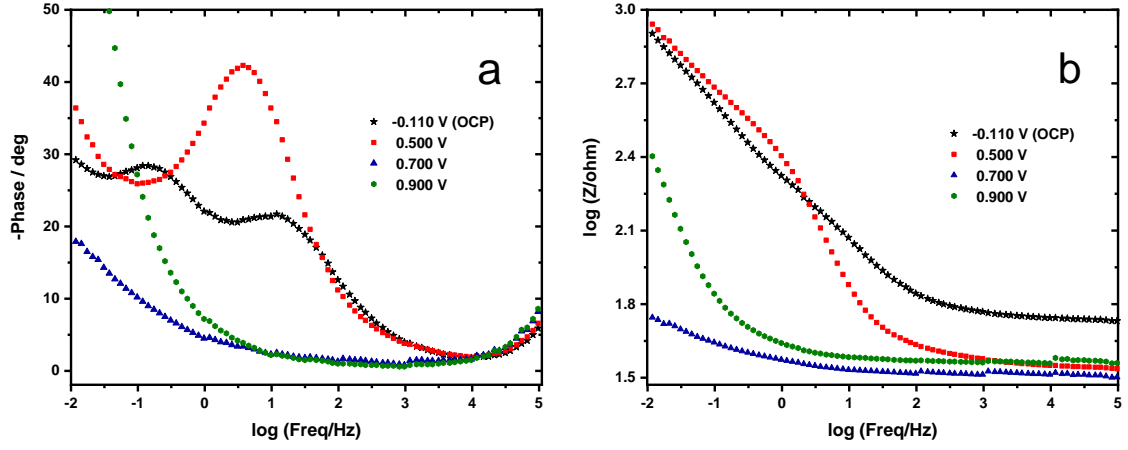 50
40
30
20
10
0
-Phase / deg
-2
-1
0
1
2
3
4
5
log (Freq/Hz)
a
-0.110 V (OCP)
0.500 V
0.700 V
0.900 V
3.0
2.7
2.4
2.1
1.8
1.5
log (Z/ohm)
-2
-1
0
1
2
3
4
5
log (Freq/Hz)
b
-0.110 V (OCP)
0.500 V
0.700 V
0.900 V